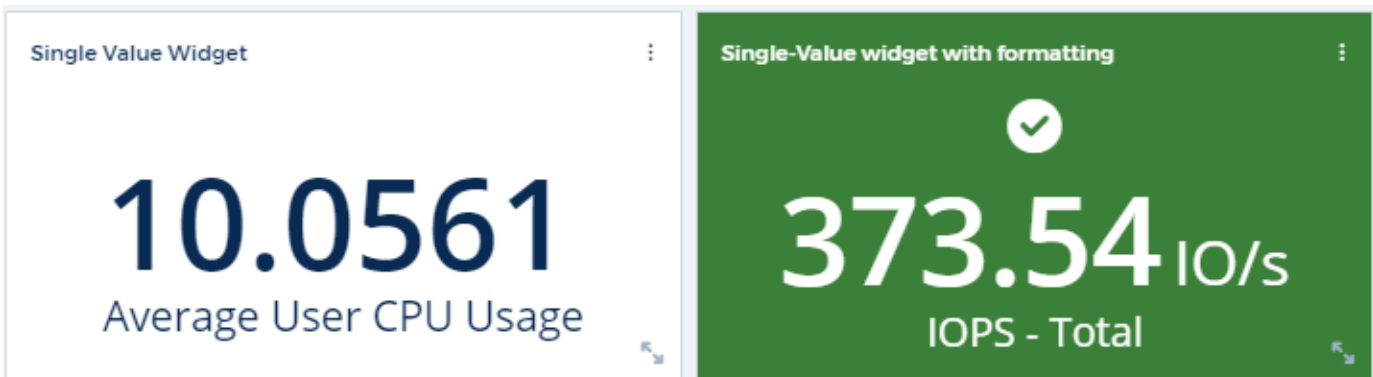 Single Value Widget
10.0561
Average User CPU Usage
Single-Value widget with formatting
373.54 IO/s
IOPS - Total